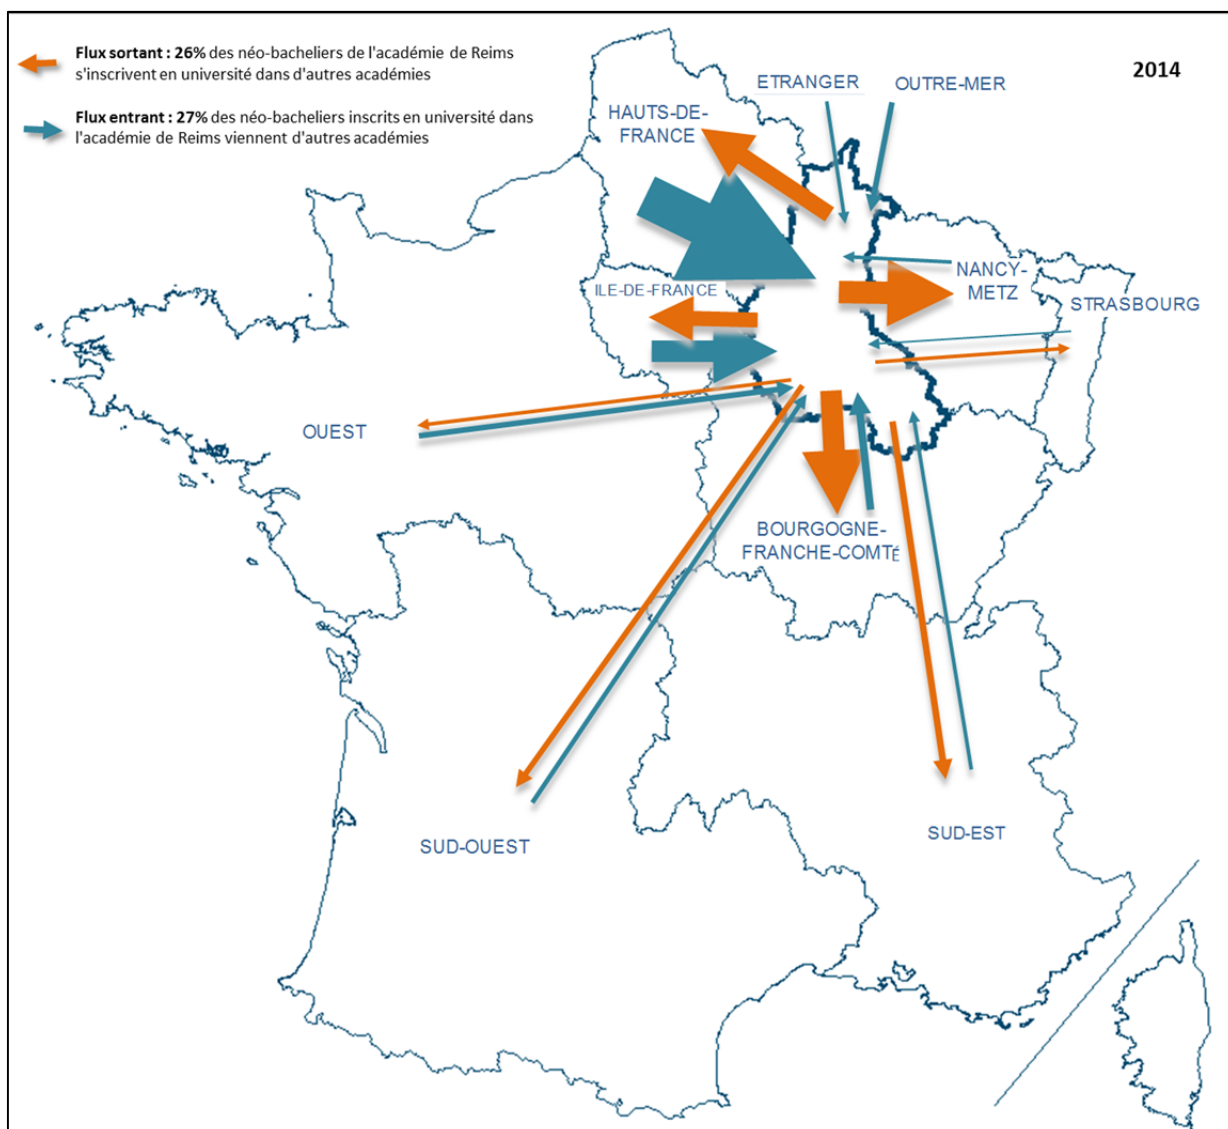 Flux sortant : 26% des néo-bacheliers de l'académie de Reims
s'inscrivent en université dans d'autres académies
2014
Flux entrant : 27% des néo-bacheliers inscrits en université dans
l'académie de Reims viennent d'autres académies
ETRANGER
OUTRE-MER
HAUTS-DE-
FRANCE
ILE-DE-FRANCE
NANCY-
METZ
STRASBOURG
OUEST
BOURGOGNE-
FRANCHE-COMTÉ
SUD-OUEST
SUD-EST